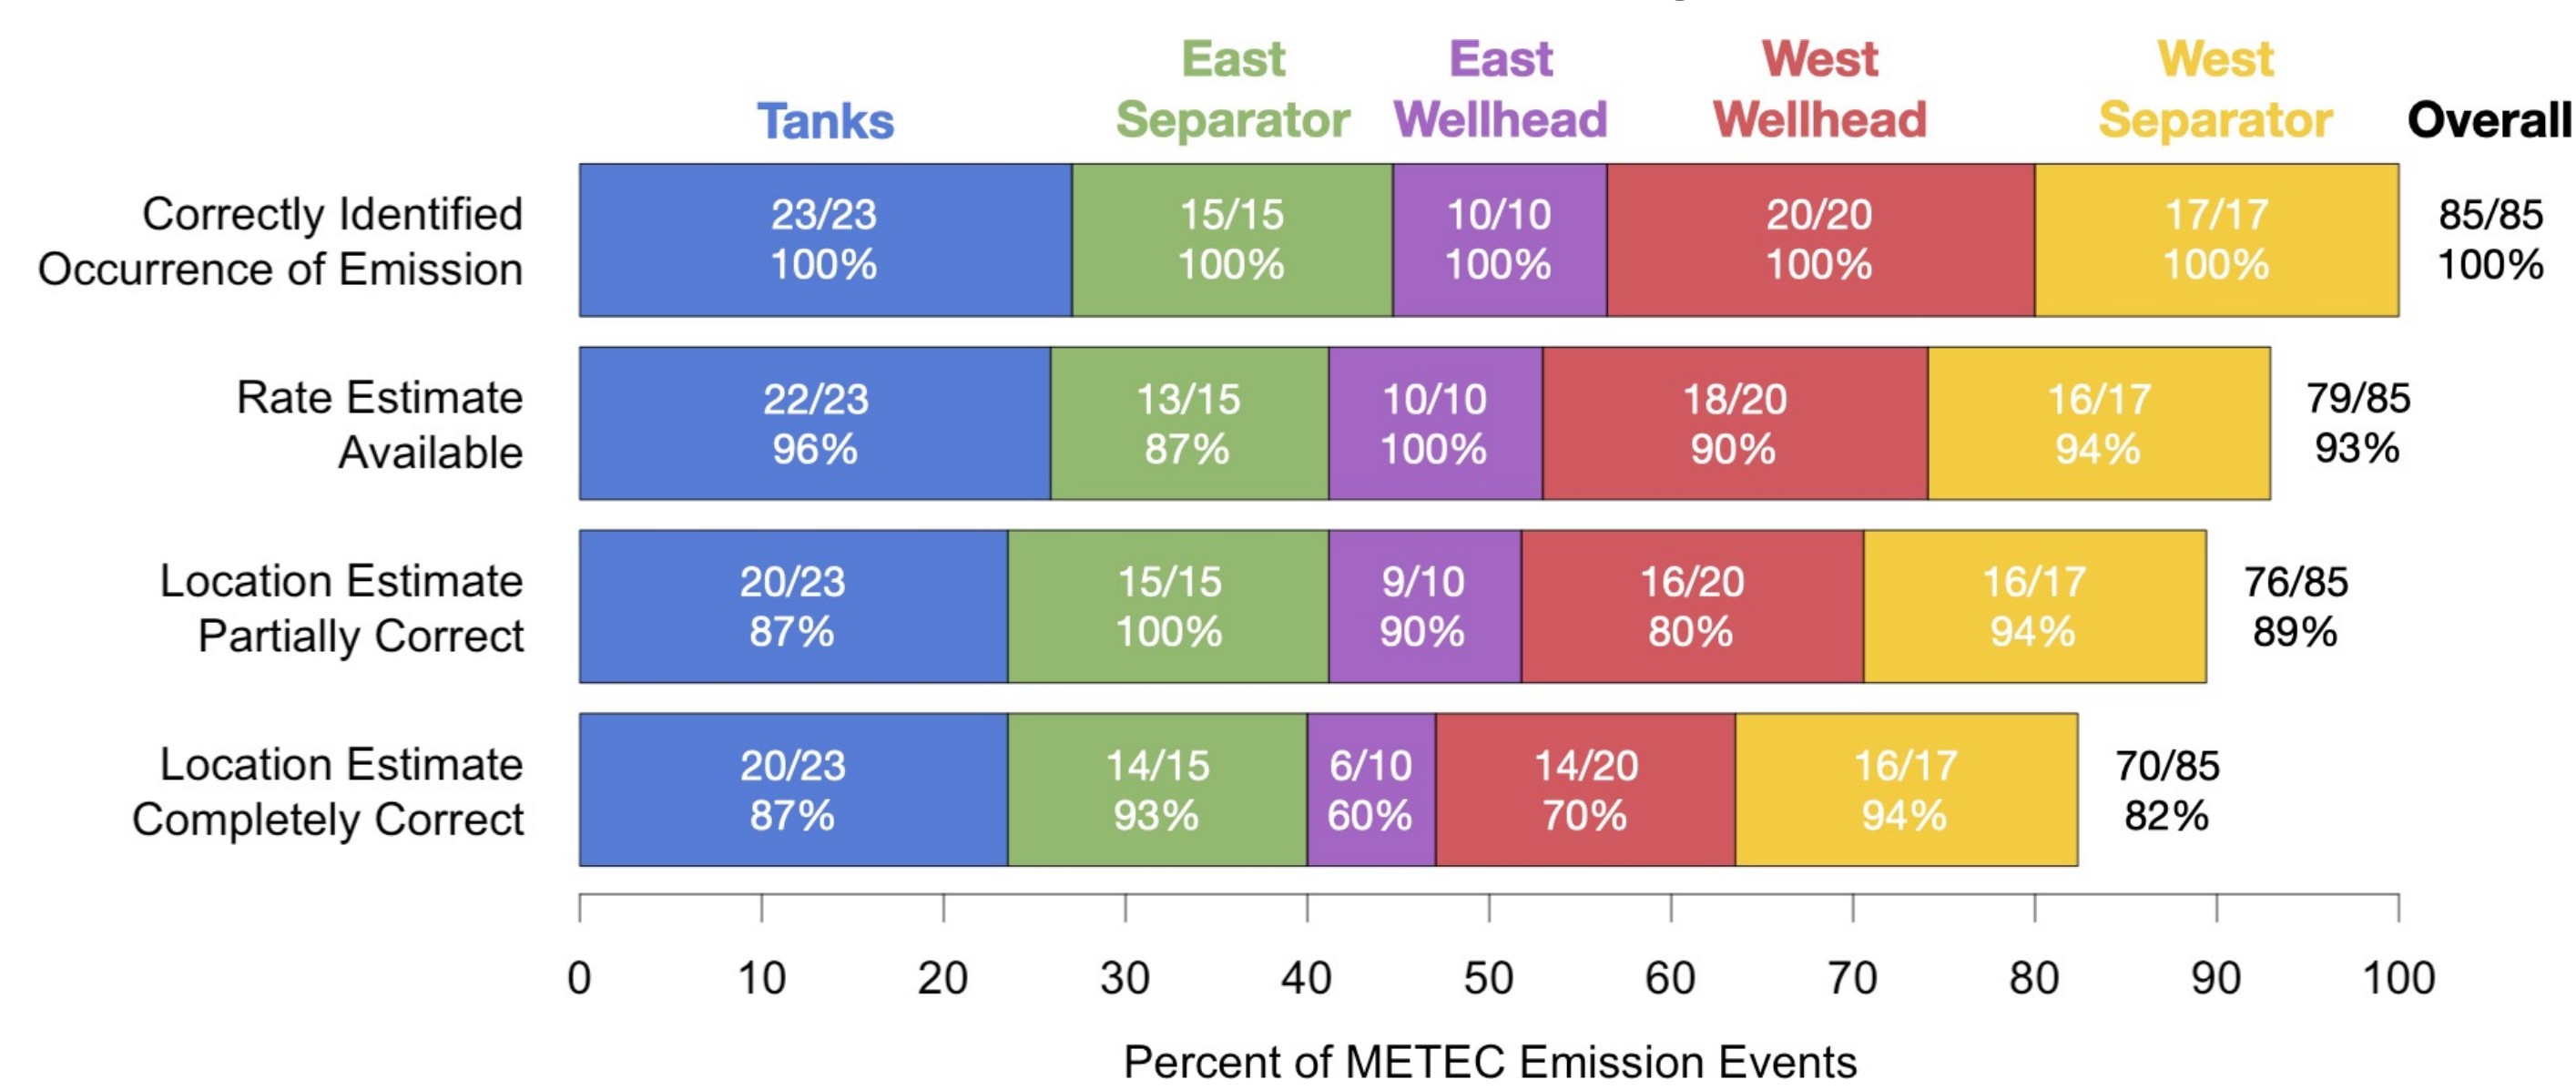 East
Separator
East
Wellhead
West
Wellhead
West
Separator
Tanks
Overall
Correctly Identified
Occurrence of Emission
23/23
100%
15/15
100%
10/10
100%
20/20
100%
17/17
100%
85/85
100%
Rate Estimate
Available
22/23
96%
13/15
87%
10/10
100%
18/20
90%
16/17
94%
79/85
93%
Location Estimate
Partially Correct
20/23
87%
15/15
100%
9/10
90%
16/20
80%
16/17
94%
76/85
89%
Location Estimate
Completely Correct
20/23
87%
14/15
93%
6/10
60%
14/20
70%
16/17
94%
70/85
82%
0 10 20 30 40 50 60 70 80 90 100
Percent of METEC Emission Events